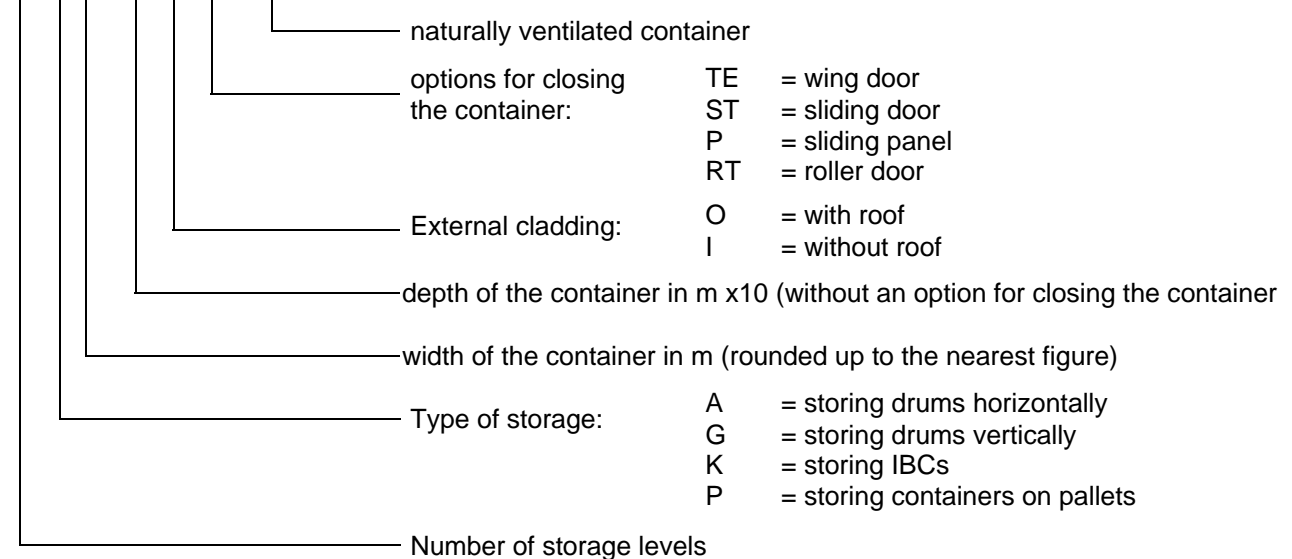 naturally ventilated container
options for closing
the container:
TE = wing door
ST = sliding door
P = sliding panel
RT = roller door
External cladding:
O = with roof
I = without roof
depth of the container in m x10 (without an option for closing the container
width of the container in m (rounded up to the nearest figure)
Type of storage:
A = storing drums horizontally
G = storing drums vertically
K = storing IBCs
P = storing containers on pallets
Number of storage levels